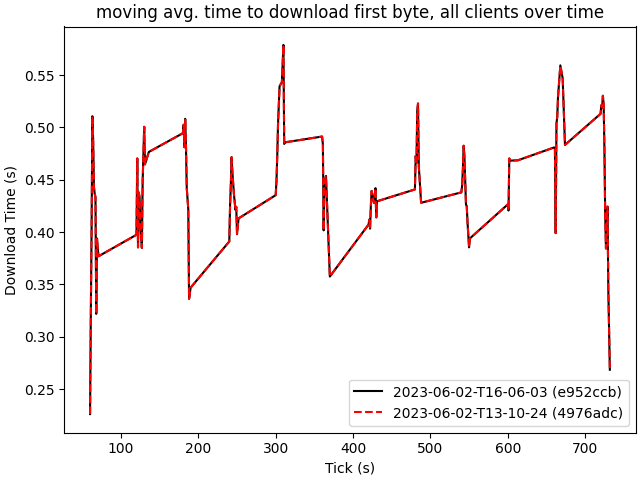 moving avg. time to download first byte, all clients over time
Download Time (s)
0.55
0.50
0.45
0.40
0.35
0.30
0.25
2023-06-02-T16-06-03 (e952ccb)
2023-06-02-T13-10-24 (4976adc)
100 200 300 400 500 600 700
Tick (s)